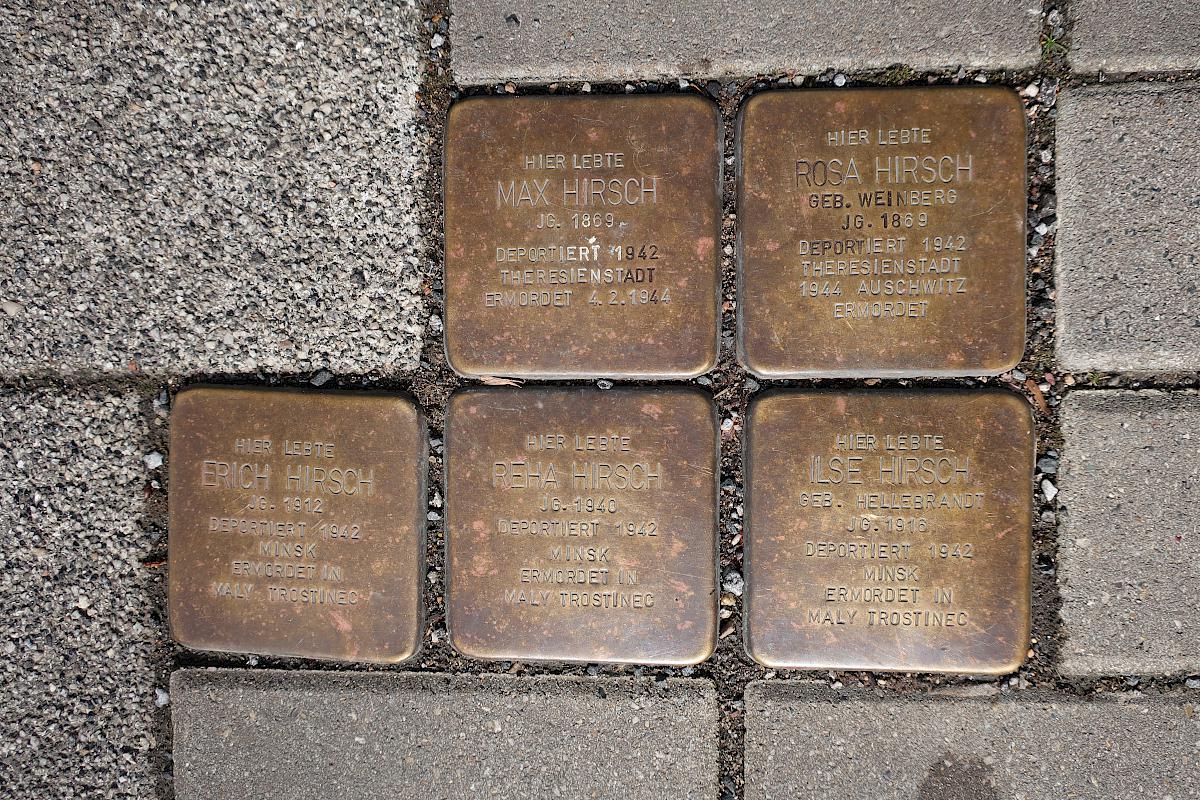 HIER LEBTE
MAX HIRSCH
JG. 1869
DEPORTIERT 1942
THERESIENSTADT
ERMORDET 4.2.1944
HIER LEBTE
ROSA HIRSCH
GEB. WEINBERG
JG. 1869
DEPORTIERT 1942
THERESIENSTADT
1944 AUSCHWITZ
ERMORDET
HIER LEBTE
ERICH HIRSCH
JG. 1912
DEPORTIERT 1942
MINSK
ERMORDET IN
MALY TROSTINEC
HIER LEBTE
REHA HIRSCH
JG. 1940
DEPORTIERT 1942
MINSK
ERMORDET IN
MALY TROSTINEC
HIER LEBTE
ILSE HIRSCH
GEB. HELLEBRANDT
JG. 1916
DEPORTIERT 1942
MINSK
ERMORDET IN
MALY TROSTINEC